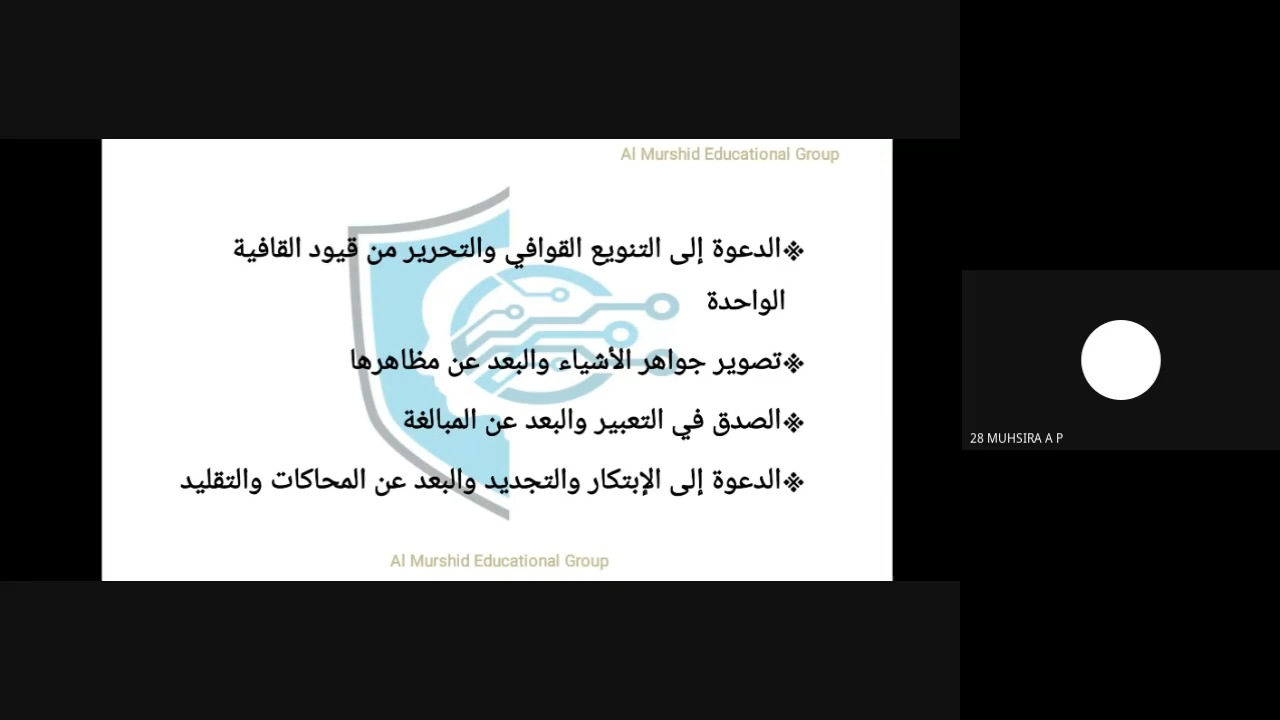 Al Murshid Educational Group
❖الدعوة إلى التنويع القوافي والتحرير من قيود القافية
الواحدة
❖تصوير جواهر الأشياء والبعد عن مظاهرها
❖الصدق في التعبير والبعد عن المبالغة
❖الدعوة إلى الإبتكار والتجديد والبعد عن المحاكات والتقليد
Al Murshid Educational Group
28 MUHSIRA A P